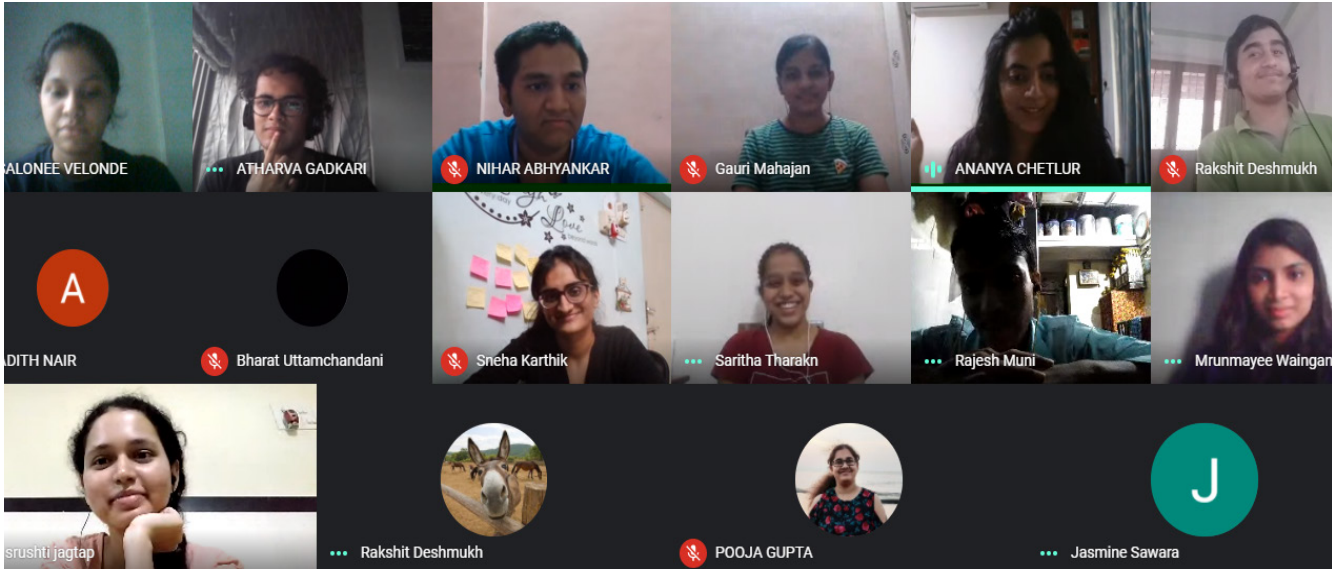 SALONEE VELONDE
ATHARVA GADKARI
NIHAR ABHYANKAR
Gauri Mahajan
ANANYA CHETLUR
Rakshit Deshmukh
A
ADITH NAIR
Bharat Uttamchandani
Love
Sneha Karthik
Saritha Tharakn
Rajesh Muni
Mrunmayee Waingan
srushti jagtap
Rakshit Deshmukh
POOJA GUPTA
J
Jasmine Sawara